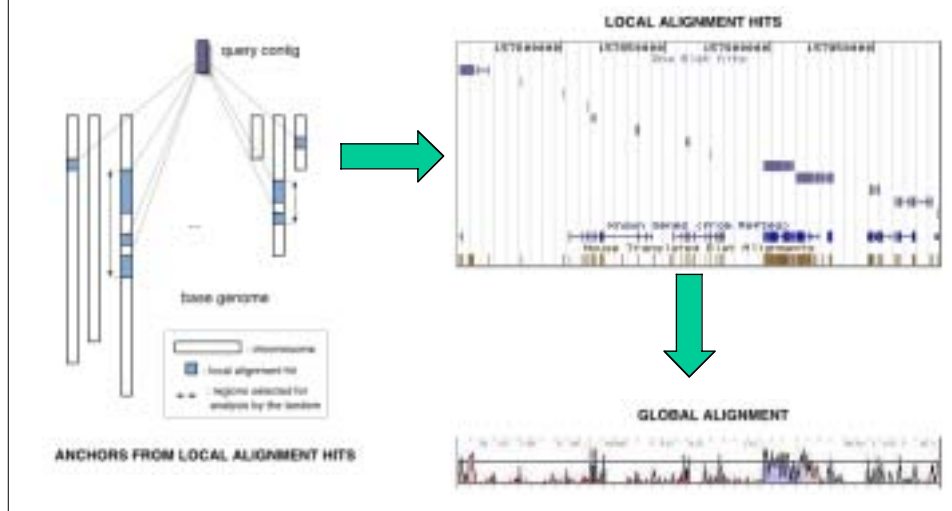 query contig
base genome
chromosome
local alignment hit
regions selected for
analysis by the tandem
ANCHORS FROM LOCAL ALIGNMENT HITS
LOCAL ALIGNMENT HITS
Known Genes (from RefSeq)
Mouse Translated Blat Alignments
GLOBAL ALIGNMENT